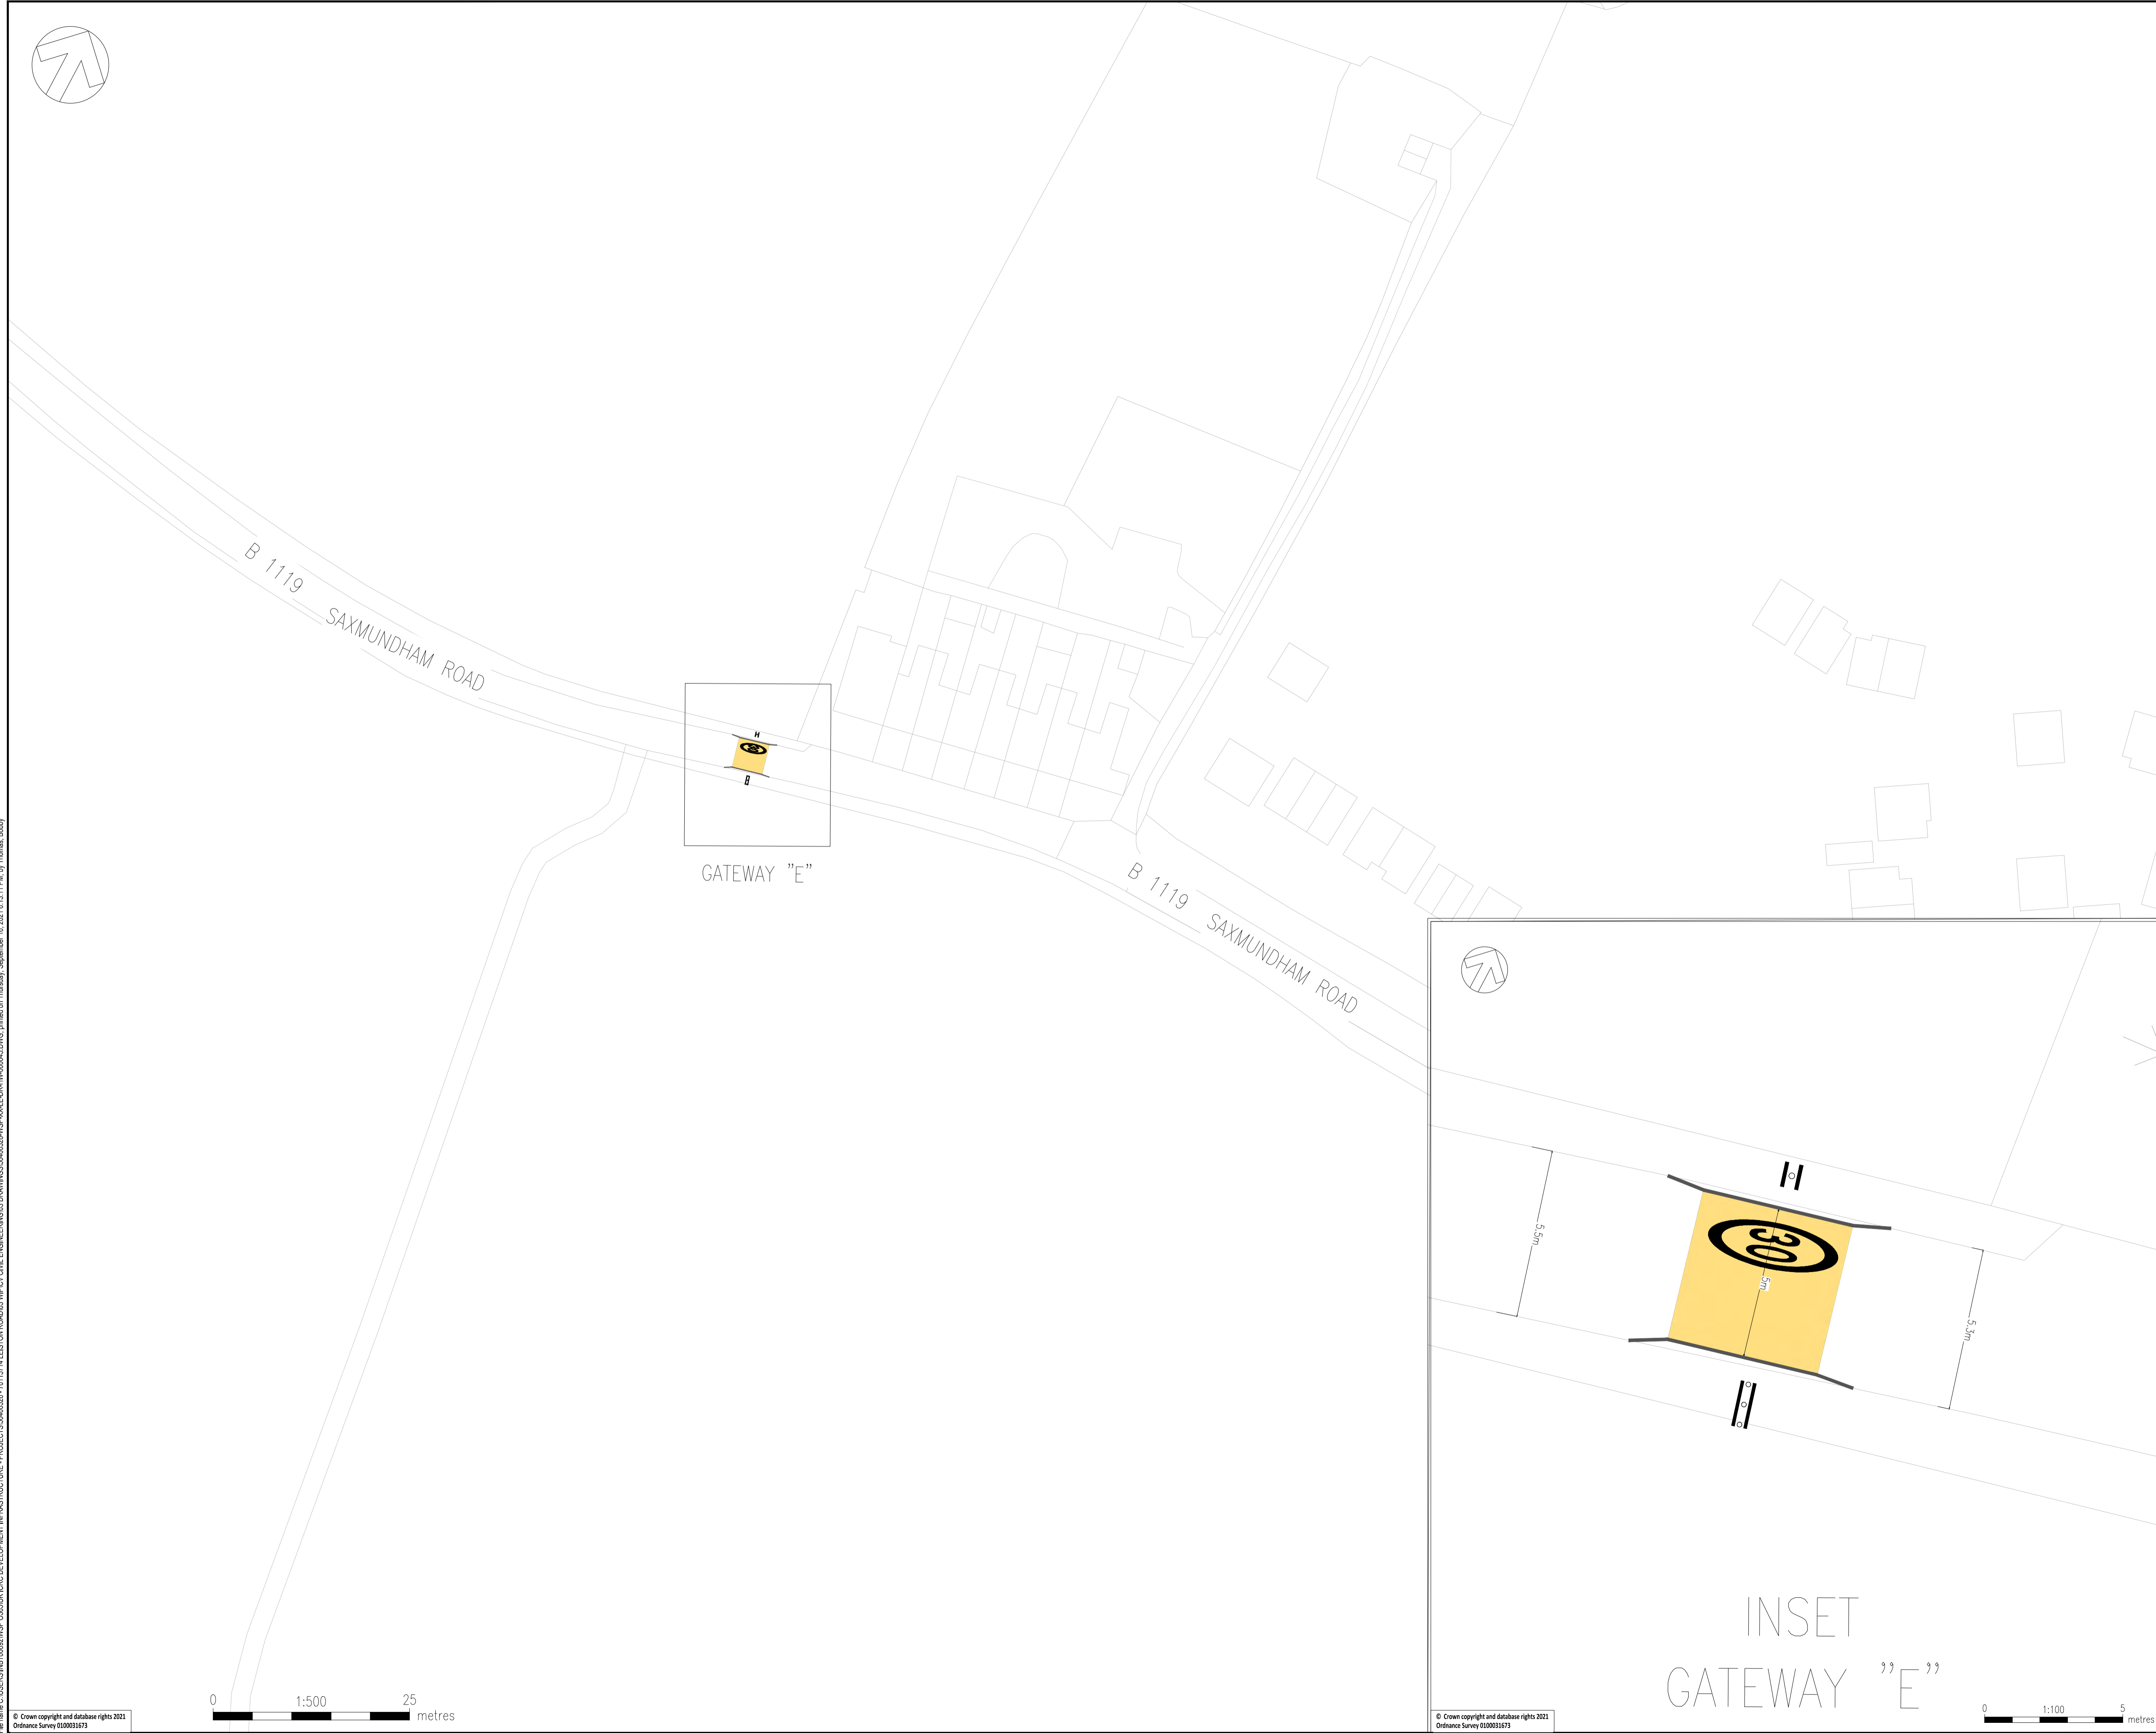 B 1119 SAXMUNDHAM ROAD
GATEWAY "E"
B 1119 SAXMUNDHAM ROAD
0 1:500 25 metres
© Crown copyright and database rights 2021
Ordnance Survey 0100031673
30
5.5m
5m
5.3m
30
INSET
GATEWAY "E"
0 1:100 5 metres
© Crown copyright and database rights 2021
Ordnance Survey 0100031673